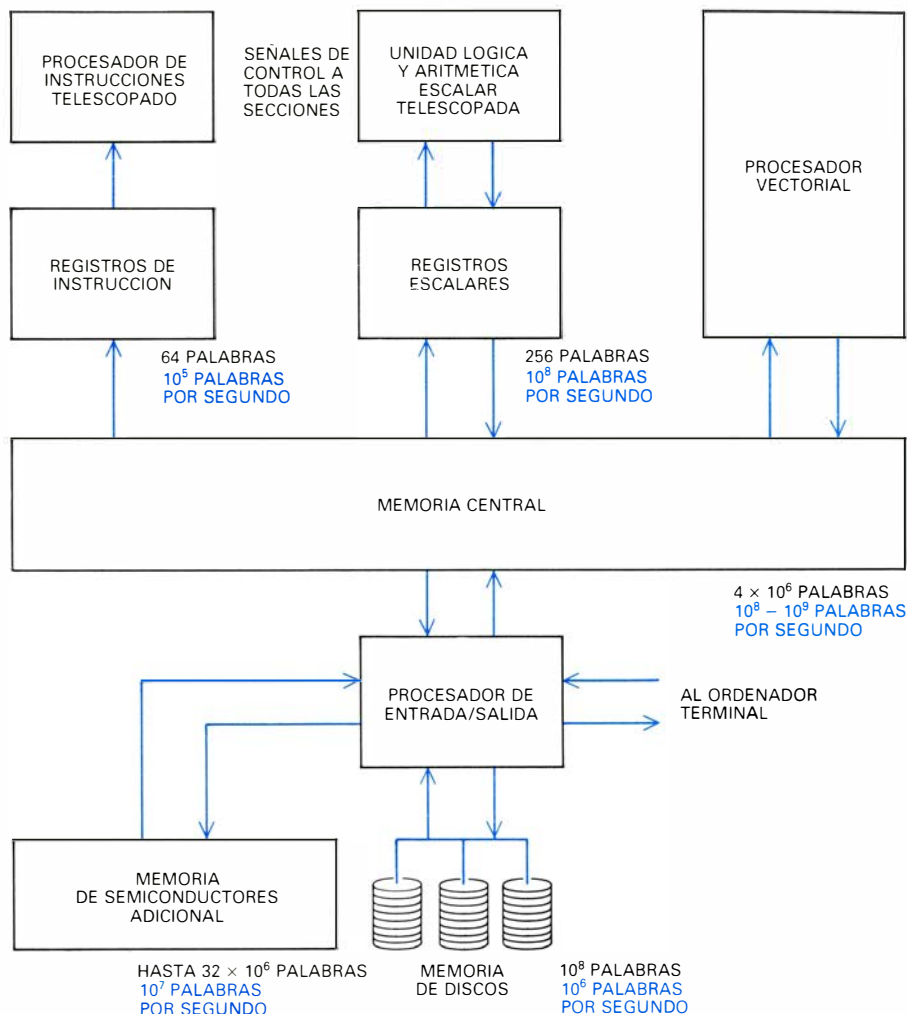 PROCESADOR DE
INSTRUCCIONES
TELESCOPADO
SEÑALES DE
CONTROL A
TODAS LAS
SECCIONES
UNIDAD LOGICA
Y ARITMETICA
ESCALAR
TELESCOPADA
PROCESADOR
VECTORIAL
REGISTROS DE
INSTRUCCION
REGISTROS
ESCALARES
64 PALABRAS
10⁵ PALABRAS
POR SEGUNDO
256 PALABRAS
10⁸ PALABRAS
POR SEGUNDO
MEMORIA CENTRAL
4 × 10⁶ PALABRAS
10⁸ – 10⁹ PALABRAS
POR SEGUNDO
PROCESADOR DE
ENTRADA/SALIDA
AL ORDENADOR
TERMINAL
MEMORIA
DE SEMICONDUCTORES
ADICIONAL
HASTA 32 × 10⁶ PALABRAS
10⁷ PALABRAS
POR SEGUNDO
MEMORIA
DE DISCOS
10⁸ PALABRAS
10⁶ PALABRAS
POR SEGUNDO